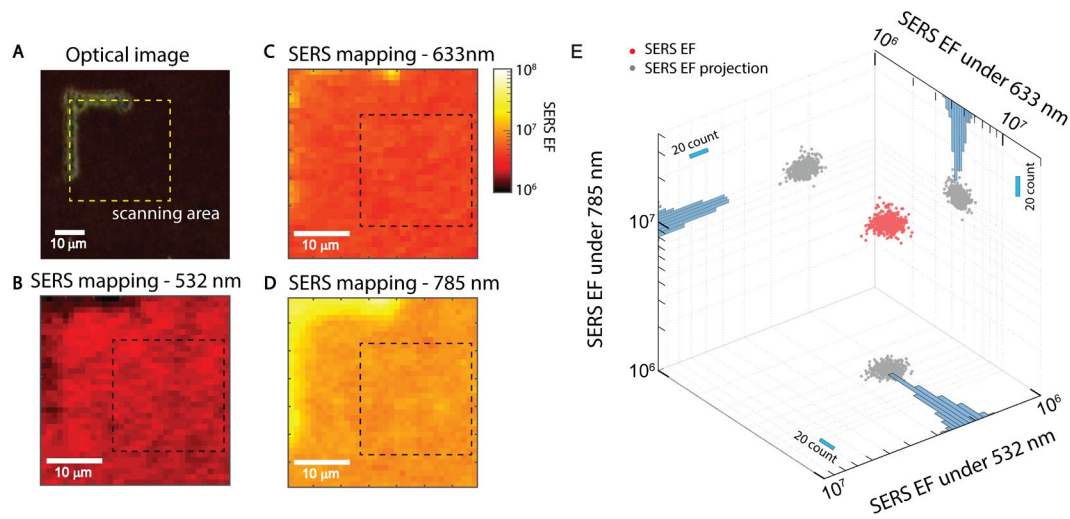 A
Optical image
scanning area
10 μm
B SERS mapping - 532 nm
10 μm
C SERS mapping - 633nm
10⁸
10⁷
10⁶
SERS EF
10 μm
D SERS mapping - 785 nm
10 μm
E
SERS EF
SERS EF projection
10⁶
SERS EF under 633 nm
10⁷
20 count
20 count
SERS EF under 785 nm
10⁷
10⁶
20 count
10⁷
SERS EF under 532 nm
10⁶